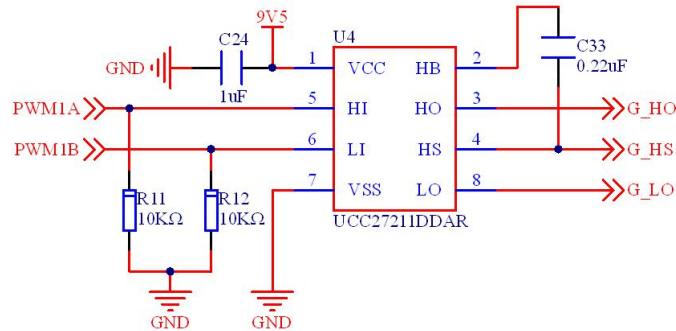 9V5
C24
U4
GND
1
VCC
HB
2
C33
0.22uF
1uF
PWM1A
5
HI
HO
3
G_HO
PWM1B
6
LI
HS
4
G_HS
7
VSS
LO
8
G_LO
R11
10KΩ
R12
10KΩ
UCC27211DDAR
GND
GND